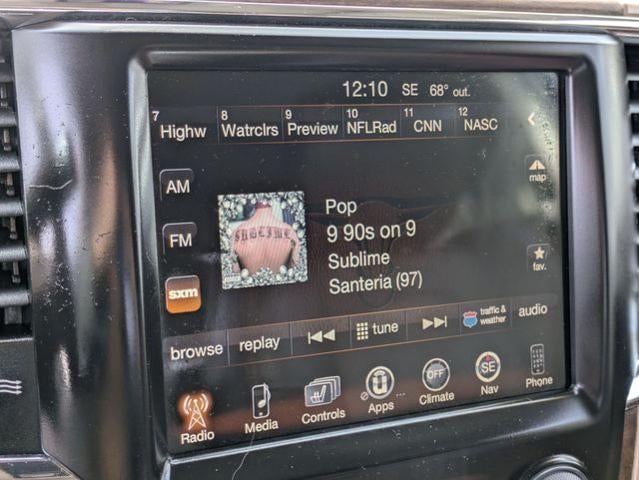 12:10 SE 68° out.
7 Highw 8 Watrclrs 9 Preview 10 NFLRad 11 CNN 12 NASC
map
AM
Pop
SUBLIME
FM
9 90s on 9
Sublime
fav.
sxm
Santeria (97)
browse replay tune traffic & weather audio
SE
OFF
Radio Media Controls Apps ... Climate Nav Phone